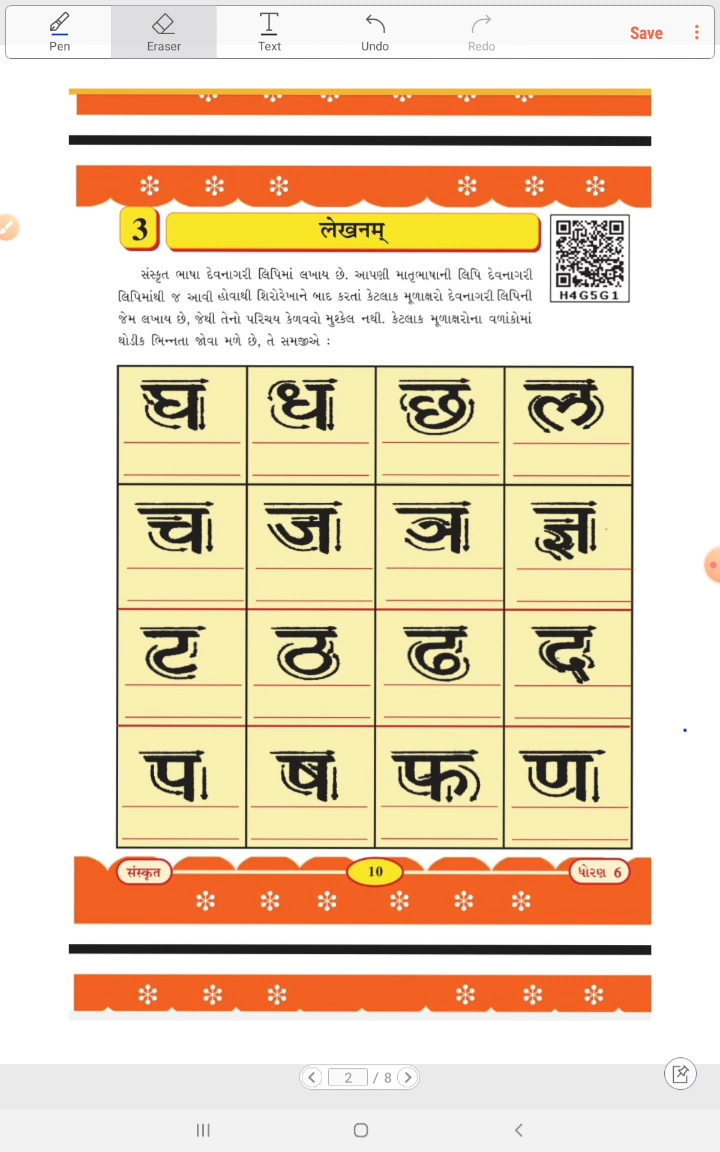 Pen
Eraser
Text
Undo
Redo
Save
3
लेखनम्
સંસ્કૃત ભાષા દેવનાગરી લિપિમાં લખાય છે. આપણી માતૃભાષાની લિપિ દેવનાગરી
લિપિમાંથી જ આવી હોવાથી શિરોરેખાને બાદ કરતાં કેટલાક મૂળાક્ષરો દેવનાગરી લિપિની
જેમ લખાય છે, જેથી તેનો પરિચય કેળવવો મુશ્કેલ નથી. કેટલાક મૂળાક્ષરોના વળાંકોમાં
થોડીક ભિન્નતા જોવા મળે છે, તે સમજીએ :
H4G5G1
घ ध छ ल
च ज ञ ज्ञ
ट ठ ढ द
प ष फ ण
સંસ્કૃત
10
ધોરણ 6
2 / 8